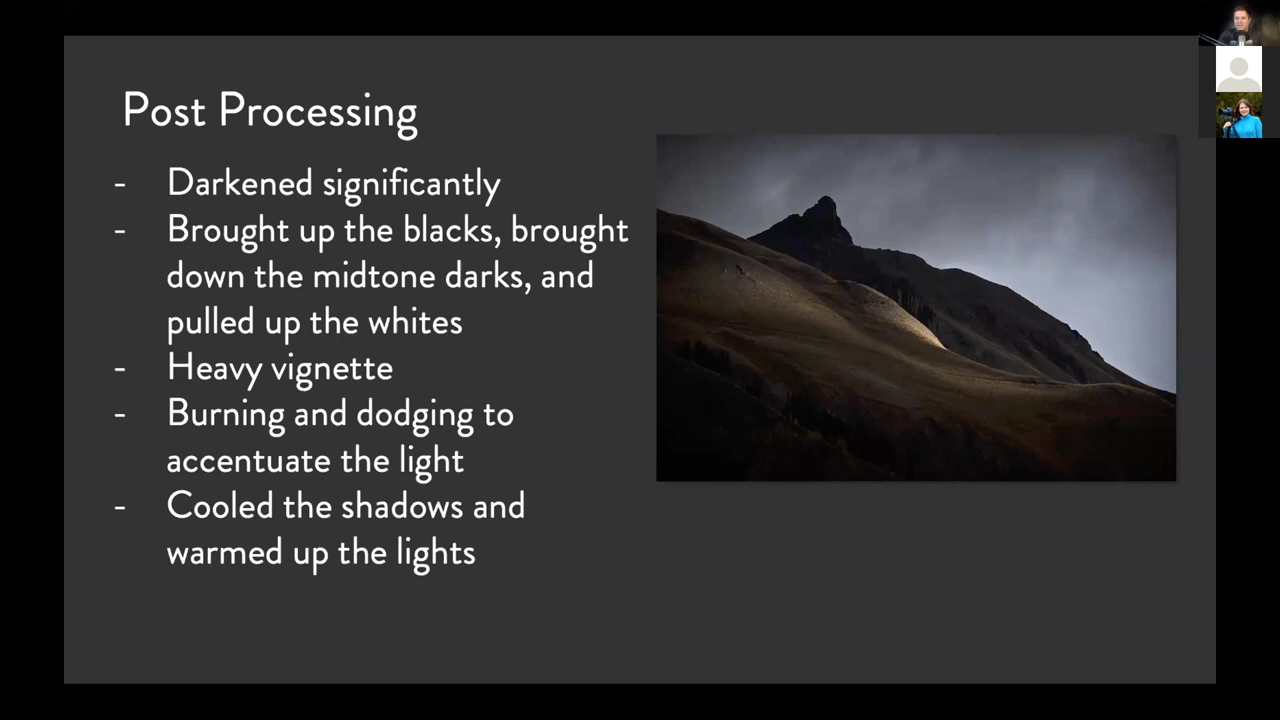 Post Processing
- Darkened significantly
- Brought up the blacks, brought
down the midtone darks, and
pulled up the whites
- Heavy vignette
- Burning and dodging to
accentuate the light
- Cooled the shadows and
warmed up the lights